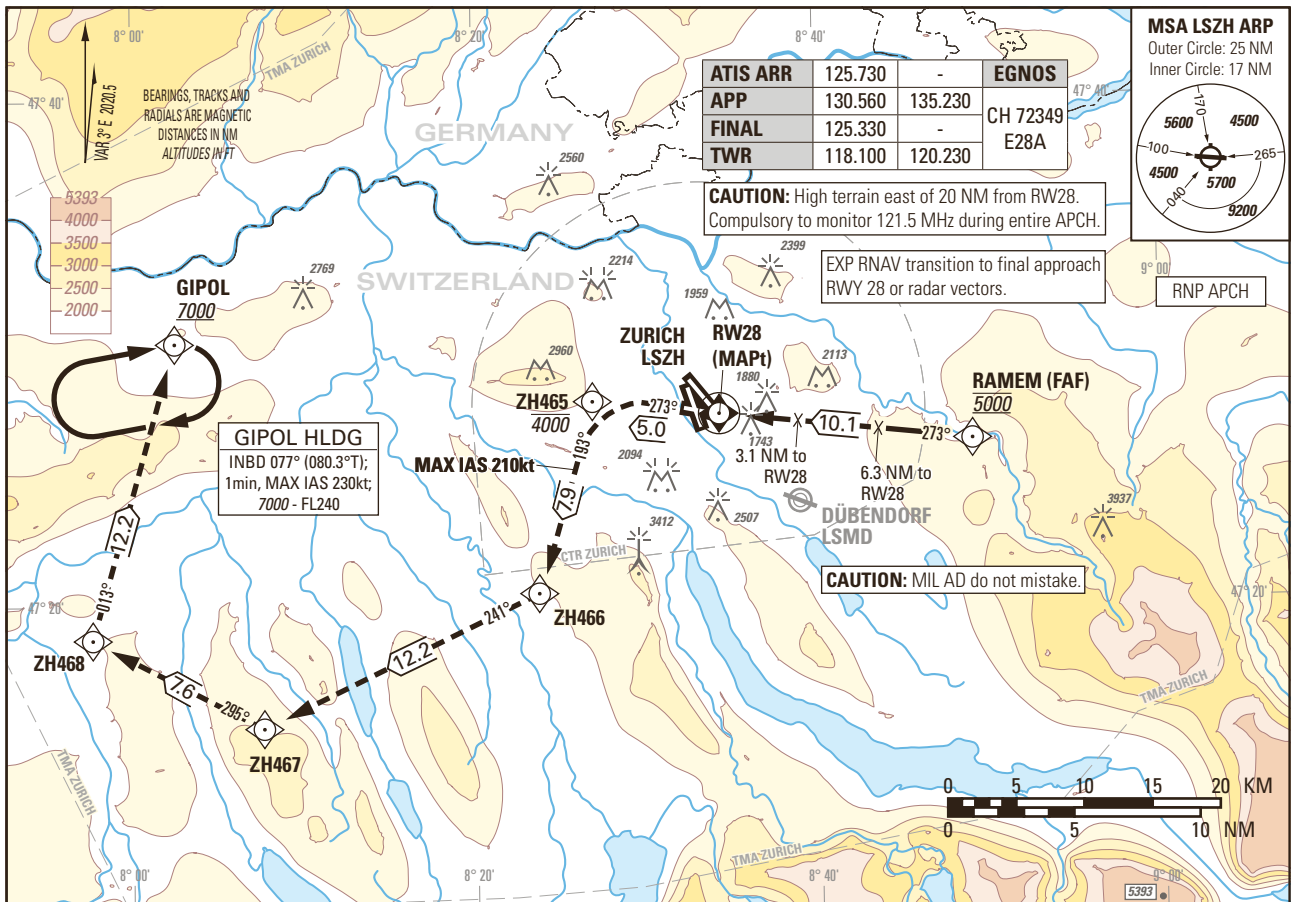 8° 00'
8° 20'
8° 40'
TMA ZURICH
47° 40'
VAR 3° E 2020.5
BEARINGS, TRACKS AND
RADIALS ARE MAGNETIC
DISTANCES IN NM
ALTITUDES IN FT
GERMANY
ATIS ARR 125.730 - EGNOS
APP 130.560 135.230 CH 72349
E28A
FINAL 125.330 -
TWR 118.100 120.230
47° 40'
MSA LSZH ARP
Outer Circle: 25 NM
Inner Circle: 17 NM
170
5600
4500
100
265
4500
5700
040
9200
CAUTION: High terrain east of 20 NM from RW28.
Compulsory to monitor 121.5 MHz during entire APCH.
EXP RNAV transition to final approach
RWY 28 or radar vectors.
9° 00'
RNP APCH
5393
4000
3500
3000
2500
2000
2560
2769
SWITZERLAND
2214
2399
1959
GIPOL
7000
2960
ZURICH
LSZH
RW28
(MAPt)
1880
2113
RAMEM (FAF)
5000
ZH465
4000
273°
5.0
193°
1743
10.1
273°
3.1 NM to
RW28
6.3 NM to
RW28
GIPOL HLDG
INBD 077° (080.3°T);
1min, MAX IAS 230kt;
7000 - FL240
MAX IAS 210kt
2094
7.9
2507
3412
DÜBENDORF
LSMD
3937
CTR ZURICH
CAUTION: MIL AD do not mistake.
12.2
013°
47° 20'
47° 20'
ZH466
241°
12.2
ZH468
7.6
295°
ZH467
TMA ZURICH
TMA ZURICH
0 5 10 15 20 KM
0 5 10 NM
TMA ZURICH
8° 00'
8° 20'
8° 40'
9° 00'
5393